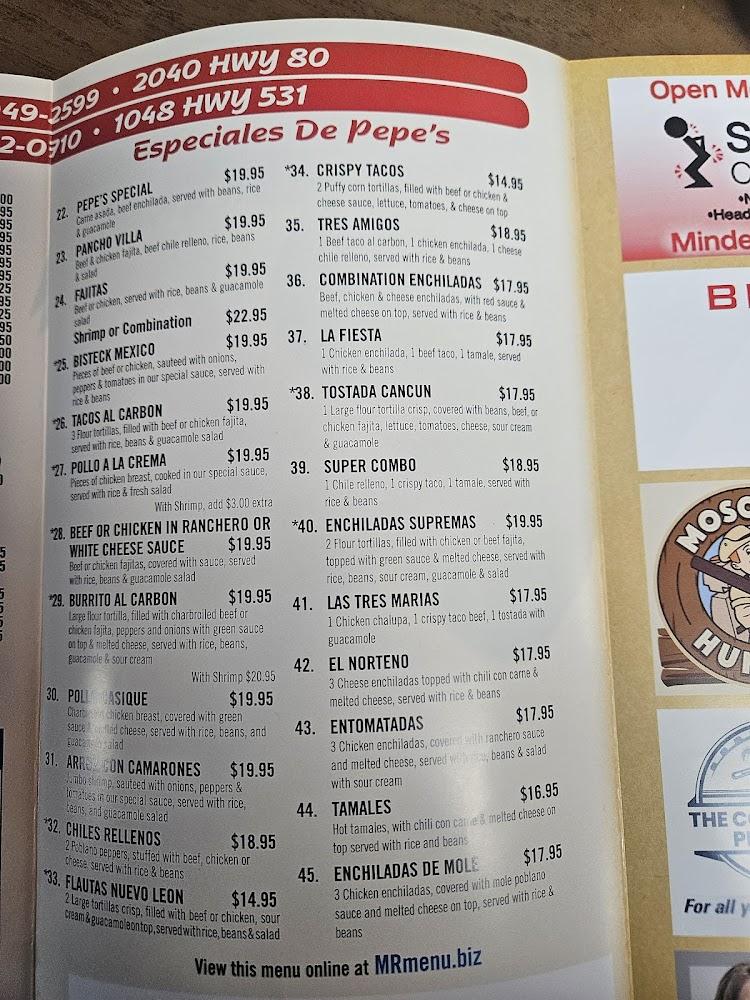 49-2599 • 2040 HWY 80
2-0910 • 1048 HWY 531
Especiales De Pepe's
22. PEPE'S SPECIAL $19.95
Carne asada, beef enchilada, served with beans, rice
& guacamole
23. PANCHO VILLA $19.95
Beef & chicken fajita, beef chile relleno, rice, beans
& salad
24. FAJITAS $19.95
Beef or chicken, served with rice, beans & guacamole
salad
Shrimp or Combination $22.95
*25. BISTECK MEXICO $19.95
Pieces of beef or chicken, sauteed with onions,
peppers & tomatoes in our special sauce, served with
rice & beans
*26. TACOS AL CARBON $19.95
3 Flour tortillas, filled with beef or chicken fajita,
served with rice, beans & guacamole salad
*27. POLLO A LA CREMA $19.95
Pieces of chicken breast, cooked in our special sauce,
served with rice & fresh salad
With Shrimp, add $3.00 extra
*28. BEEF OR CHICKEN IN RANCHERO OR
WHITE CHEESE SAUCE $19.95
Beef or chicken fajitas, covered with sauce, served
with rice, beans & guacamole salad
*29. BURRITO AL CARBON $19.95
Large flour tortilla, filled with charbroiled beef or
chicken fajita, peppers and onions with green sauce
on top & melted cheese, served with rice, beans,
guacamole & sour cream
With Shrimp $20.95
30. POLLO CASIQUE $19.95
chicken breast, covered with green
sauce & melted cheese, served with rice, beans, and
guacamole salad
31. ARROZ CON CAMARONES $19.95
Jumbo shrimp, sauteed with onions, peppers &
tomatoes in our special sauce, served with rice,
beans, and guacamole salad
*32. CHILES RELLENOS $18.95
2 Poblano peppers, stuffed with beef, chicken or
cheese, served with rice & beans
*33. FLAUTAS NUEVO LEON $14.95
2 Large tortillas crisp, filled with beef or chicken, sour
cream & guacamole on top, served with rice, beans & salad
*34. CRISPY TACOS $14.95
2 Puffy corn tortillas, filled with beef or chicken &
cheese sauce, lettuce, tomatoes, & cheese on top
35. TRES AMIGOS $18.95
1 Beef taco al carbon, 1 chicken enchilada, 1 cheese
chile relleno, served with rice & beans
36. COMBINATION ENCHILADAS $17.95
Beef, chicken & cheese enchiladas, with red sauce &
melted cheese on top, served with rice & beans
37. LA FIESTA $17.95
1 Chicken enchilada, 1 beef taco, 1 tamale, served
with rice & beans
*38. TOSTADA CANCUN $17.95
1 Large flour tortilla crisp, covered with beans, beef, or
chicken fajita, lettuce, tomatoes, cheese, sour cream
& guacamole
39. SUPER COMBO $18.95
1 Chile relleno, 1 crispy taco, 1 tamale, served with
rice & beans
*40. ENCHILADAS SUPREMAS $19.95
2 Flour tortillas, filled with chicken or beef fajita,
topped with green sauce & melted cheese, served with
rice, beans, sour cream, guacamole & salad
41. LAS TRES MARIAS $17.95
1 Chicken chalupa, 1 crispy taco beef, 1 tostada with
guacamole
42. EL NORTENO $17.95
3 Cheese enchiladas topped with chili con carne &
melted cheese, served with rice & beans
43. ENTOMATADAS $17.95
3 Chicken enchiladas, covered with ranchero sauce
and melted cheese, served with rice, beans & salad
with sour cream
44. TAMALES $16.95
Hot tamales, with chili con carne & melted cheese on
top served with rice and beans
45. ENCHILADAS DE MOLE $17.95
3 Chicken enchiladas, covered with mole poblano
sauce and melted cheese on top, served with rice &
beans
View this menu online at MRmenu.biz
Open M
•Head
Minde
B
MOSC
HU
THE CO
For all y